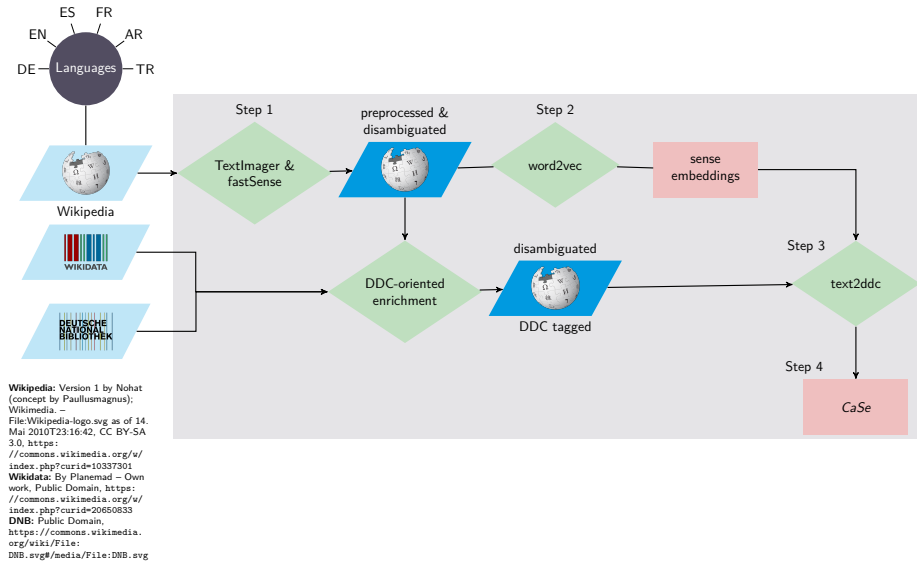 ES
FR
EN
AR
DE
Languages
TR
Step 1
preprocessed &
disambiguated
Step 2
TextImager &
fastSense
word2vec
sense
embeddings
Wikipedia
WIKIDATA
disambiguated
Step 3
DDC-oriented
enrichment
text2ddc
DDC tagged
DEUTSCHE
NATIONAL
BIBLIOTHEK
Step 4
CaSe
Wikipedia: Version 1 by Nohat
(concept by Paullusmagnus);
Wikimedia. –
File:Wikipedia-logo.svg as of 14.
Mai 2010T23:16:42, CC BY-SA
3.0, https:
//commons.wikimedia.org/w/
index.php?curid=10337301
Wikidata: By Planemad – Own
work, Public Domain, https:
//commons.wikimedia.org/w/
index.php?curid=20650833
DNB: Public Domain,
https://commons.wikimedia.
org/wiki/File:
DNB.svg#/media/File:DNB.svg